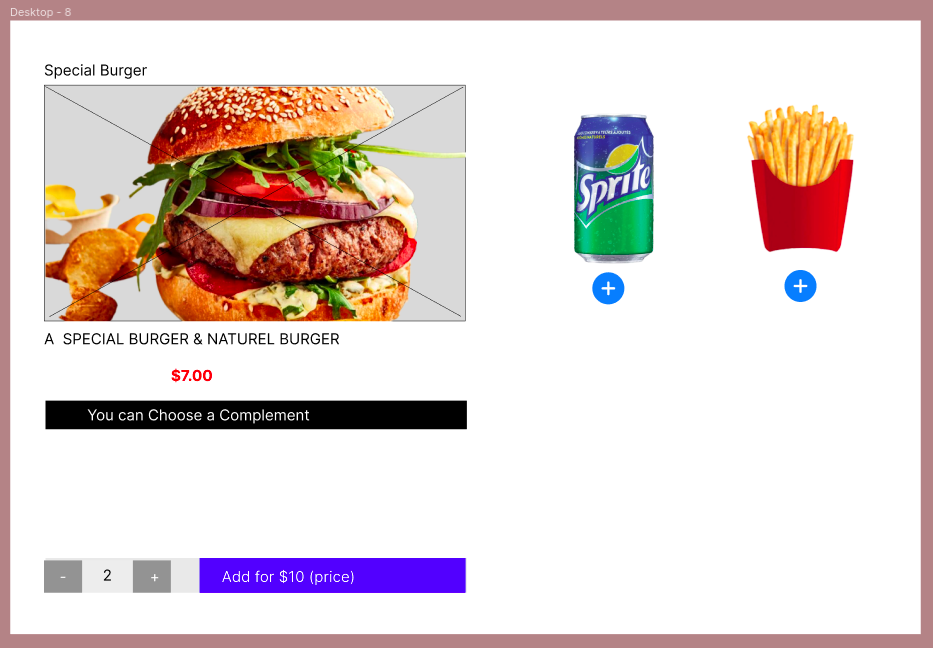 Desktop - 8
Special Burger
Sprite
A SPECIAL BURGER & NATUREL BURGER
$7.00
You can Choose a Complement
- 2 + Add for $10 (price)